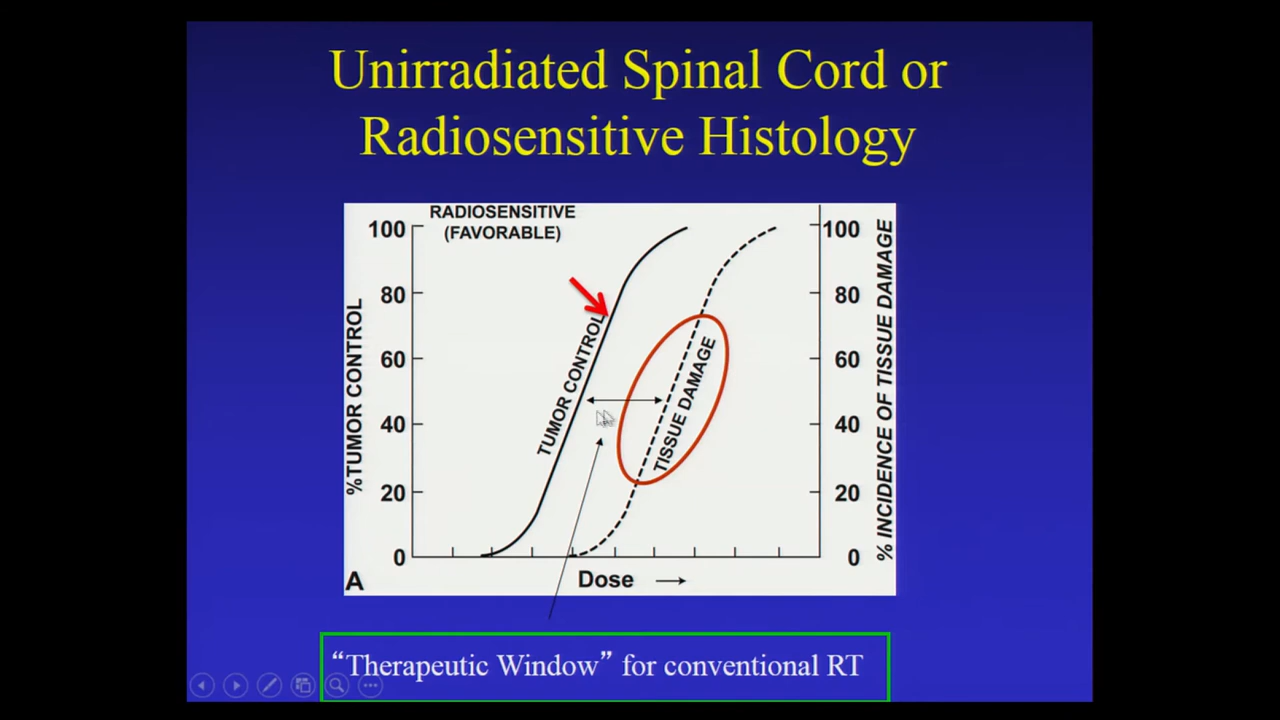 Unirradiated Spinal Cord or
Radiosensitive Histology
RADIOSENSITIVE
(FAVORABLE)
100
80
60
40
20
0
%TUMOR CONTROL
TUMOR CONTROL
TISSUE DAMAGE
100
80
60
40
20
0
% INCIDENCE OF TISSUE DAMAGE
A
Dose
“Therapeutic Window” for conventional RT